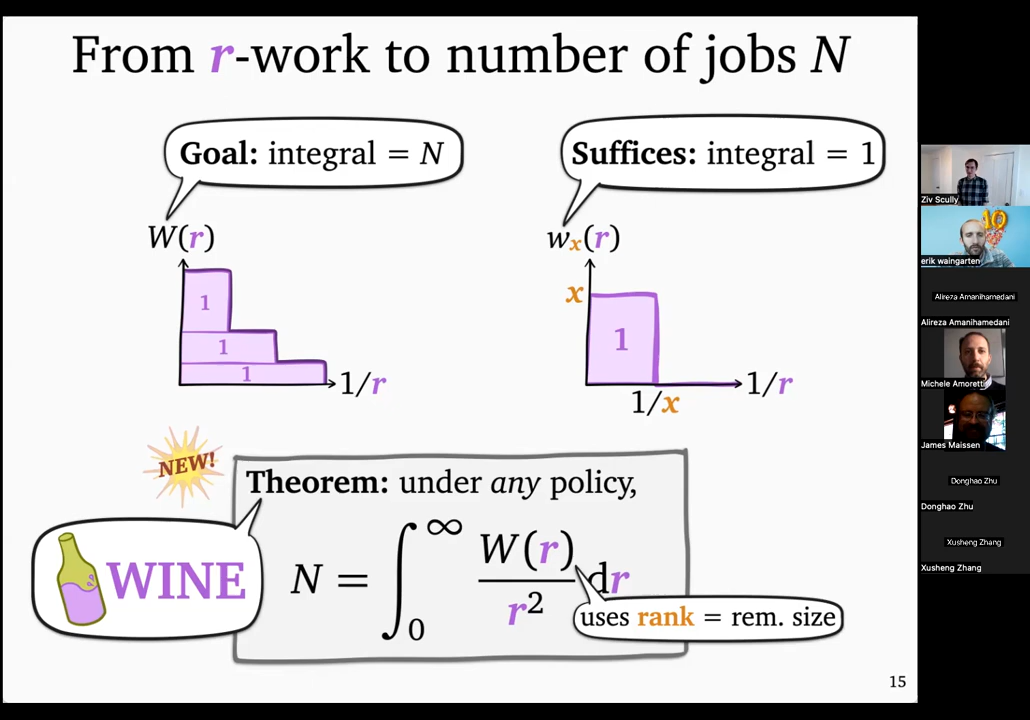 From r-work to number of jobs N
Goal: integral = N
Suffices: integral = 1
W(r)
1
1
1
1/r
wₓ(r)
x
1
1/x
1/r
NEW!
Theorem: under any policy,
WINE
N = ∫₀^∞ W(r)/r² dr
uses rank = rem. size
15
Ziv Scully
erik waingarten
Alireza Amanihamedani
Alireza Amanihamedani
Michele Amoretti
James Maissen
Donghao Zhu
Donghao Zhu
Xusheng Zhang
Xusheng Zhang